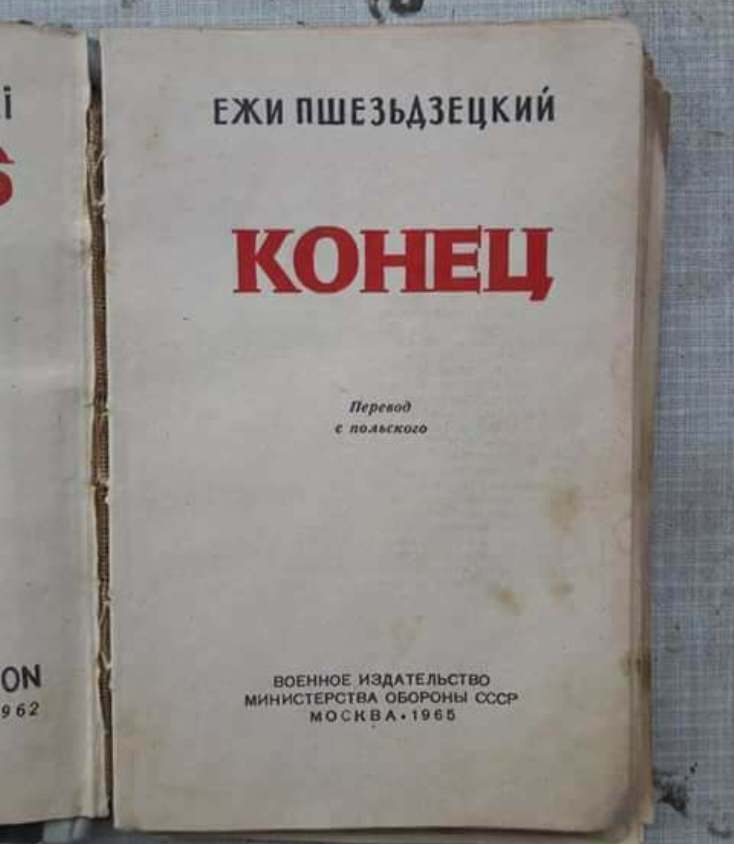 ЕЖИ ПШЕЗЬДЗЕЦКИЙ
КОНЕЦ
Перевод
с польского
ВОЕННОЕ ИЗДАТЕЛЬСТВО
МИНИСТЕРСТВА ОБОРОНЫ СССР
МОСКВА • 1965
ON
962